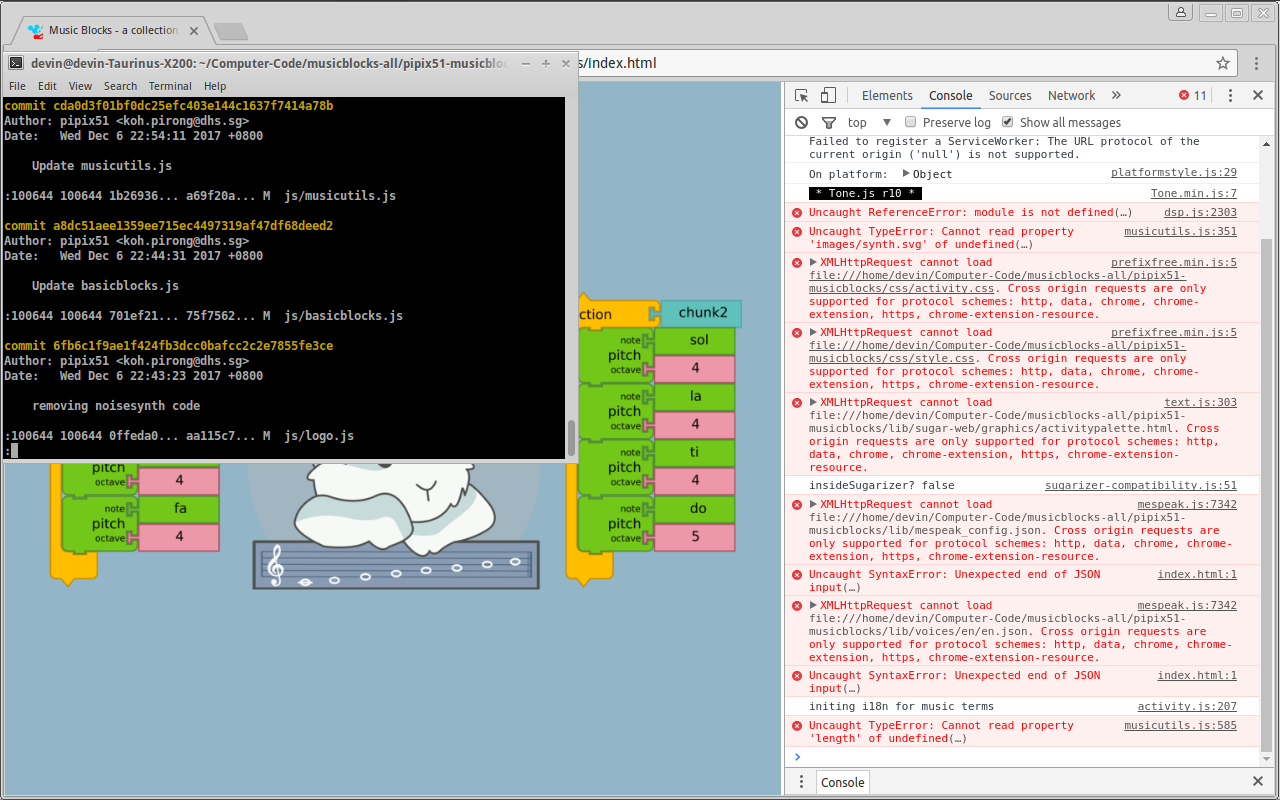 Music Blocks - a collection
devin@devin-Taurinus-X200: ~/Computer-Code/musicblocks-all/pipix51-musicblo
s/index.html
File Edit View Search Terminal Help
commit cda0d3f01bf0dc25efc403e144c1637f7414a78b
Author: pipix51 <koh.pirong@dhs.sg>
Date:   Wed Dec 6 22:54:11 2017 +0800
Update musicutils.js
:100644 100644 1b26936... a69f20a... M  js/musicutils.js
commit a8dc51aee1359ee715ec4497319af47df68deed2
Author: pipix51 <koh.pirong@dhs.sg>
Date:   Wed Dec 6 22:44:31 2017 +0800
Update basicblocks.js
:100644 100644 701ef21... 75f7562... M  js/basicblocks.js
commit 6fb6c1f9ae1f424fb3dcc0bafcc2c2e7855fe3ce
Author: pipix51 <koh.pirong@dhs.sg>
Date:   Wed Dec 6 22:43:23 2017 +0800
removing noisesynth code
:100644 100644 0ffeda0... aa115c7... M  js/logo.js
:
pitch
octave 4
note fa
pitch
octave 4
ction chunk2
note sol
pitch
octave 4
note la
pitch
octave 4
note ti
pitch
octave 4
note do
pitch
octave 5
Elements Console Sources Network » 11
top ▼ Preserve log Show all messages
Failed to register a ServiceWorker: The URL protocol of the
current origin ('null') is not supported.
On platform: ▶Object platformstyle.js:29
* Tone.js r10 * Tone.min.js:7
Uncaught ReferenceError: module is not defined(…) dsp.js:2303
Uncaught TypeError: Cannot read property musicutils.js:351
'images/synth.svg' of undefined(…)
▶XMLHttpRequest cannot load prefixfree.min.js:5
file:///home/devin/Computer-Code/musicblocks-all/pipix51-
musicblocks/css/activity.css. Cross origin requests are only
supported for protocol schemes: http, data, chrome, chrome-
extension, https, chrome-extension-resource.
▶XMLHttpRequest cannot load prefixfree.min.js:5
file:///home/devin/Computer-Code/musicblocks-all/pipix51-
musicblocks/css/style.css. Cross origin requests are only
supported for protocol schemes: http, data, chrome, chrome-
extension, https, chrome-extension-resource.
▶XMLHttpRequest cannot load text.js:303
file:///home/devin/Computer-Code/musicblocks-all/pipix51-
musicblocks/lib/sugar-web/graphics/activitypalette.html. Cross
origin requests are only supported for protocol schemes: http,
data, chrome, chrome-extension, https, chrome-extension-
resource.
insideSugarizer? false sugarizer-compatibility.js:51
▶XMLHttpRequest cannot load mespeak.js:7342
file:///home/devin/Computer-Code/musicblocks-all/pipix51-
musicblocks/lib/mespeak_config.json. Cross origin requests are
only supported for protocol schemes: http, data, chrome, chrome-
extension, https, chrome-extension-resource.
Uncaught SyntaxError: Unexpected end of JSON index.html:1
input(…)
▶XMLHttpRequest cannot load mespeak.js:7342
file:///home/devin/Computer-Code/musicblocks-all/pipix51-
musicblocks/lib/voices/en/en.json. Cross origin requests are
only supported for protocol schemes: http, data, chrome, chrome-
extension, https, chrome-extension-resource.
Uncaught SyntaxError: Unexpected end of JSON index.html:1
input(…)
initing i18n for music terms activity.js:207
Uncaught TypeError: Cannot read property musicutils.js:585
'length' of undefined(…)
Console